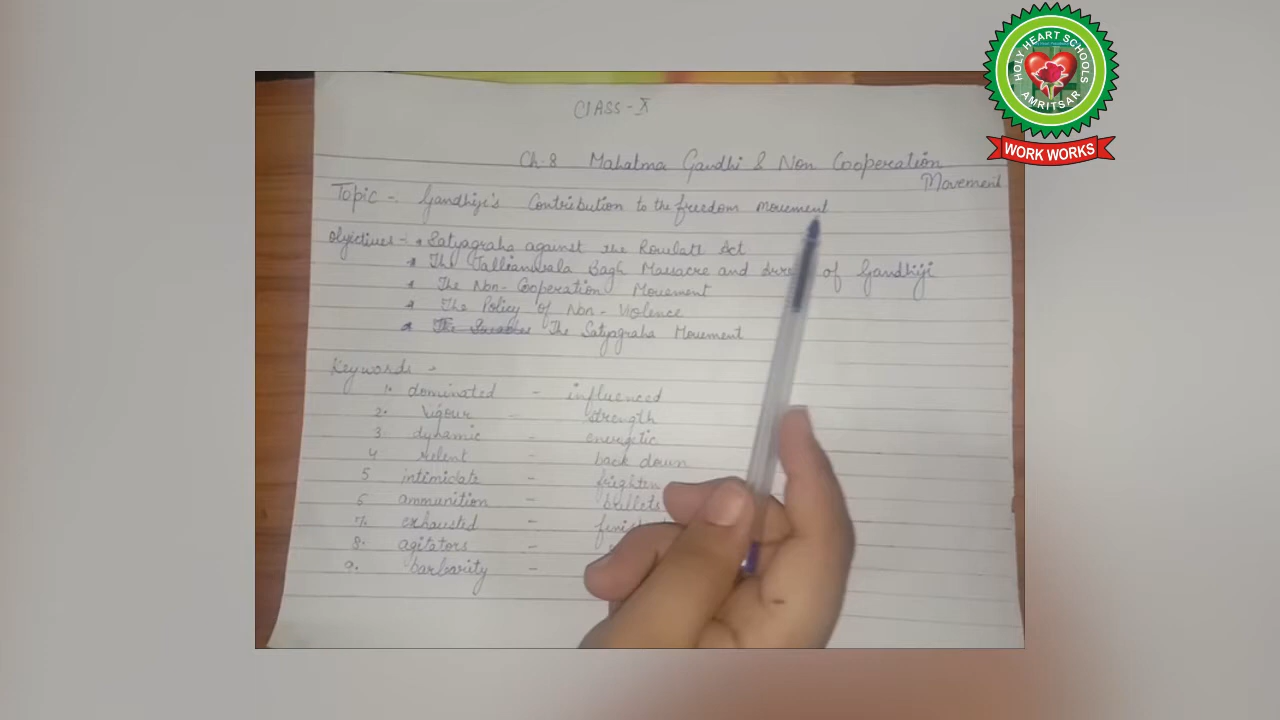 HOLY HEART SCHOOLS
AMRITSAR
WORK WORKS
CLASS - X
Ch.8 Mahatma Gandhi & Non Cooperation
Movement
Topic - Gandhiji's Contribution to the freedom movement
Objectives - * Satyagraha against the Rowlatt Act
* The Jallianwala Bagh Massacre and of Gandhiji
* The Non-Cooperation Movement
* The Policy of Non-Violence
* The Satyagraha Movement
Keywords -
1. dominated - influenced
2. Vigour - strength
3 dynamic - energetic
4 relent - back down
5 intimidate - frighten
6 ammunition - bullets
7. exhausted -
8. agitators -
9. barbarity -